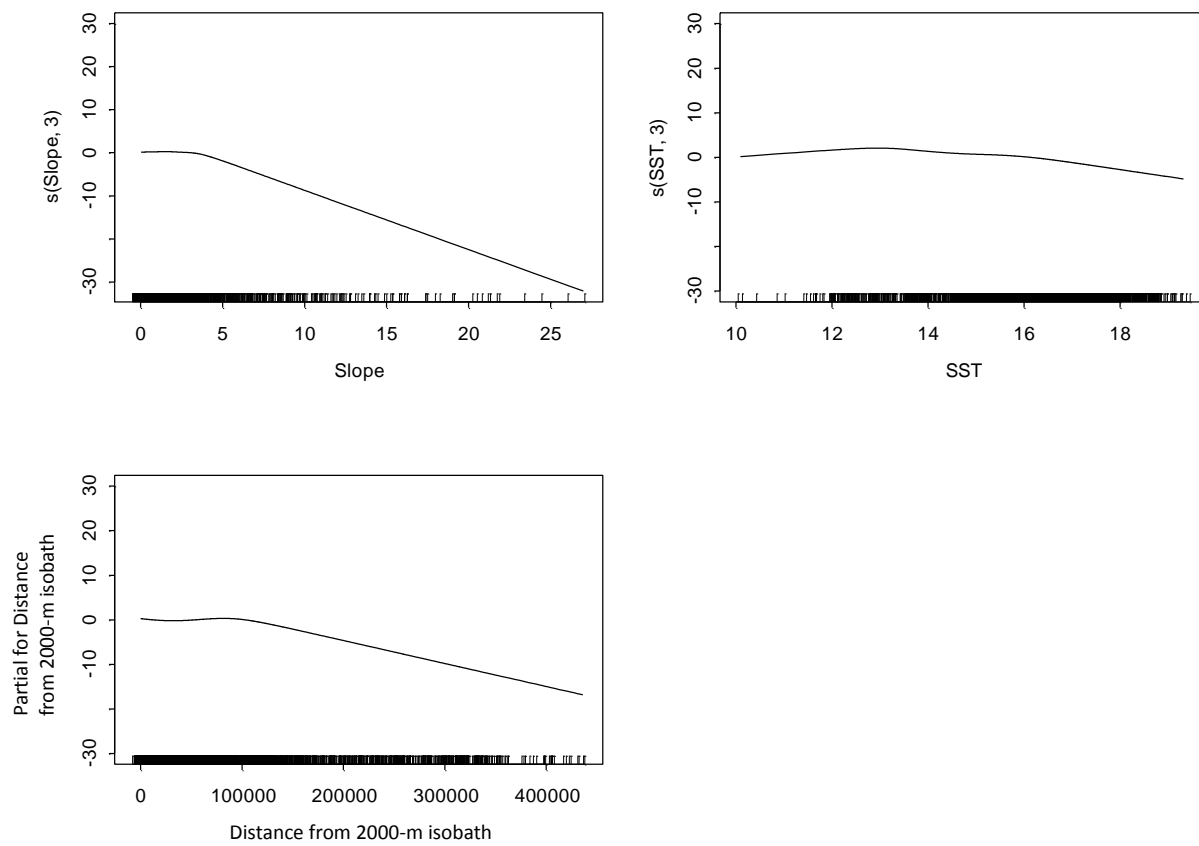 s(Slope, 3)
30
20
10
0
-10
-30
0 5 10 15 20 25
Slope
s(SST, 3)
30
20
10
0
-10
-30
10 12 14 16 18
SST
Partial for Distance
from 2000-m isobath
30
20
10
0
-10
-30
0 100000 200000 300000 400000
Distance from 2000-m isobath